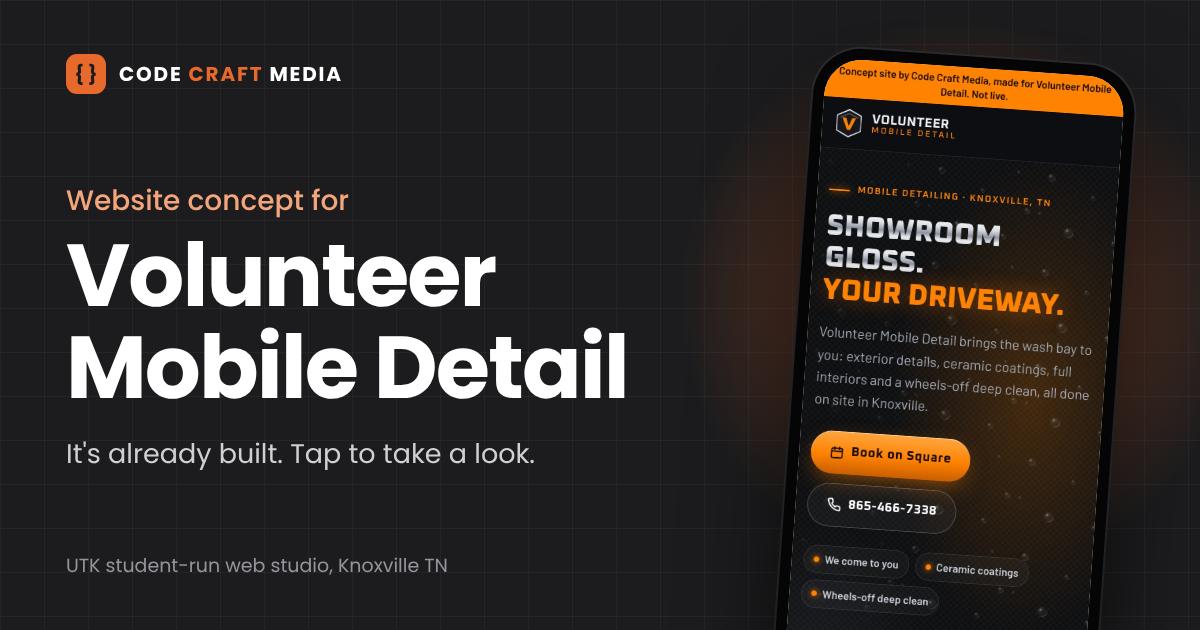 { } CODE CRAFT MEDIA
Website concept for
Volunteer
Mobile Detail
It's already built. Tap to take a look.
UTK student-run web studio, Knoxville TN
Concept site by Code Craft Media, made for Volunteer Mobile
Detail. Not live.
V
VOLUNTEER
MOBILE DETAIL
MOBILE DETAILING · KNOXVILLE, TN
SHOWROOM
GLOSS.
YOUR DRIVEWAY.
Volunteer Mobile Detail brings the wash bay to
you: exterior details, ceramic coatings, full
interiors and a wheels-off deep clean, all done
on site in Knoxville.
Book on Square
865-466-7338
We come to you
Ceramic coatings
Wheels-off deep clean